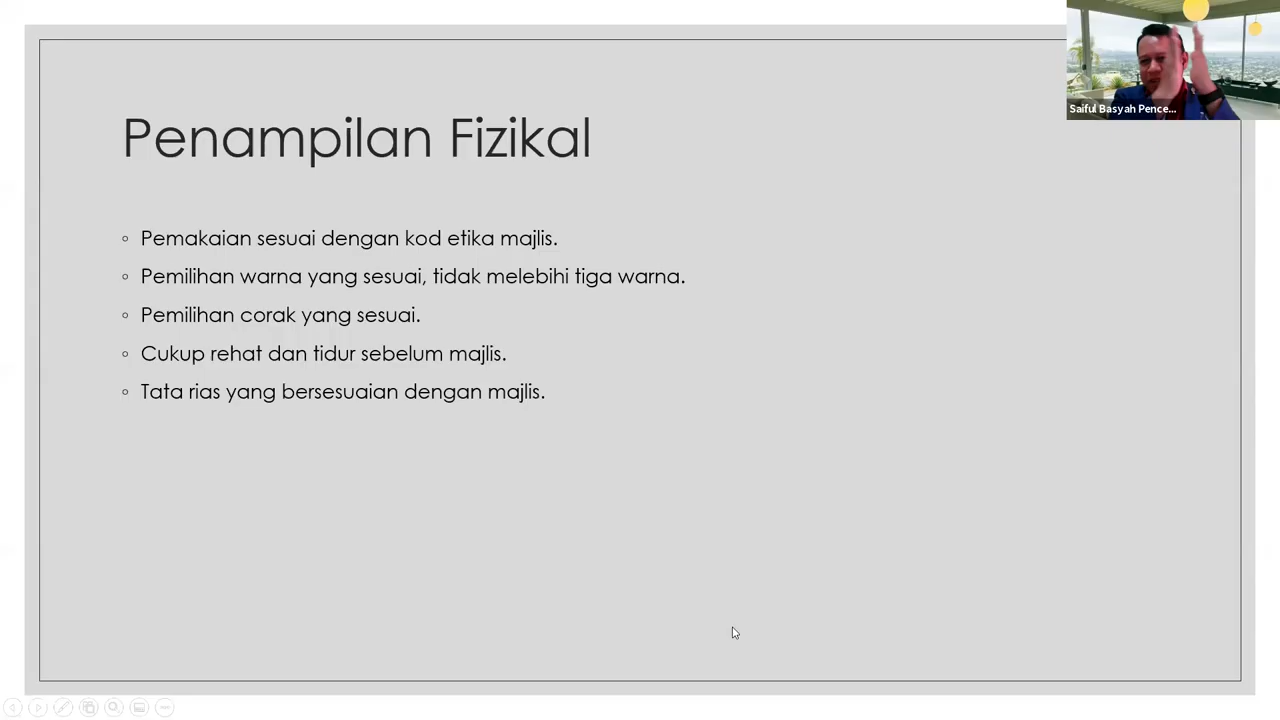 Saiful Basyah Pence...
Penampilan Fizikal
Pemakaian sesuai dengan kod etika majlis.
Pemilihan warna yang sesuai, tidak melebihi tiga warna.
Pemilihan corak yang sesuai.
Cukup rehat dan tidur sebelum majlis.
Tata rias yang bersesuaian dengan majlis.